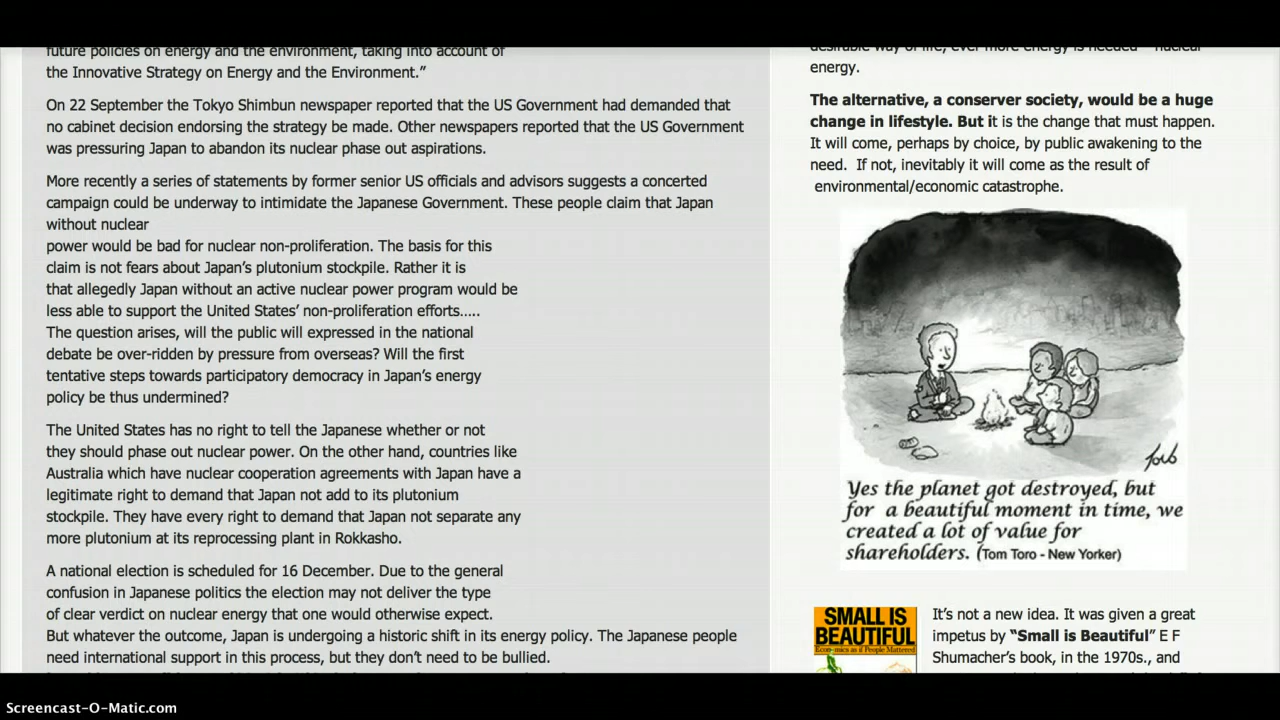 future policies on energy and the environment, taking into account of
the Innovative Strategy on Energy and the Environment.”
On 22 September the Tokyo Shimbun newspaper reported that the US Government had demanded that
no cabinet decision endorsing the strategy be made. Other newspapers reported that the US Government
was pressuring Japan to abandon its nuclear phase out aspirations.
More recently a series of statements by former senior US officials and advisors suggests a concerted
campaign could be underway to intimidate the Japanese Government. These people claim that Japan
without nuclear
power would be bad for nuclear non-proliferation. The basis for this
claim is not fears about Japan’s plutonium stockpile. Rather it is
that allegedly Japan without an active nuclear power program would be
less able to support the United States’ non-proliferation efforts…..
The question arises, will the public will expressed in the national
debate be over-ridden by pressure from overseas? Will the first
tentative steps towards participatory democracy in Japan’s energy
policy be thus undermined?
The United States has no right to tell the Japanese whether or not
they should phase out nuclear power. On the other hand, countries like
Australia which have nuclear cooperation agreements with Japan have a
legitimate right to demand that Japan not add to its plutonium
stockpile. They have every right to demand that Japan not separate any
more plutonium at its reprocessing plant in Rokkasho.
A national election is scheduled for 16 December. Due to the general
confusion in Japanese politics the election may not deliver the type
of clear verdict on nuclear energy that one would otherwise expect.
But whatever the outcome, Japan is undergoing a historic shift in its energy policy. The Japanese people
need international support in this process, but they don’t need to be bullied.
desirable way of life, ever more energy is needed – nuclear
energy.
The alternative, a conserver society, would be a huge
change in lifestyle. But it is the change that must happen.
It will come, perhaps by choice, by public awakening to the
need. If not, inevitably it will come as the result of
environmental/economic catastrophe.
Toro
Yes the planet got destroyed, but
for a beautiful moment in time, we
created a lot of value for
shareholders. (Tom Toro - New Yorker)
SMALL IS
BEAUTIFUL
Economics as if People Mattered
It’s not a new idea. It was given a great
impetus by “Small is Beautiful” E F
Shumacher’s book, in the 1970s., and
Screencast-O-Matic.com